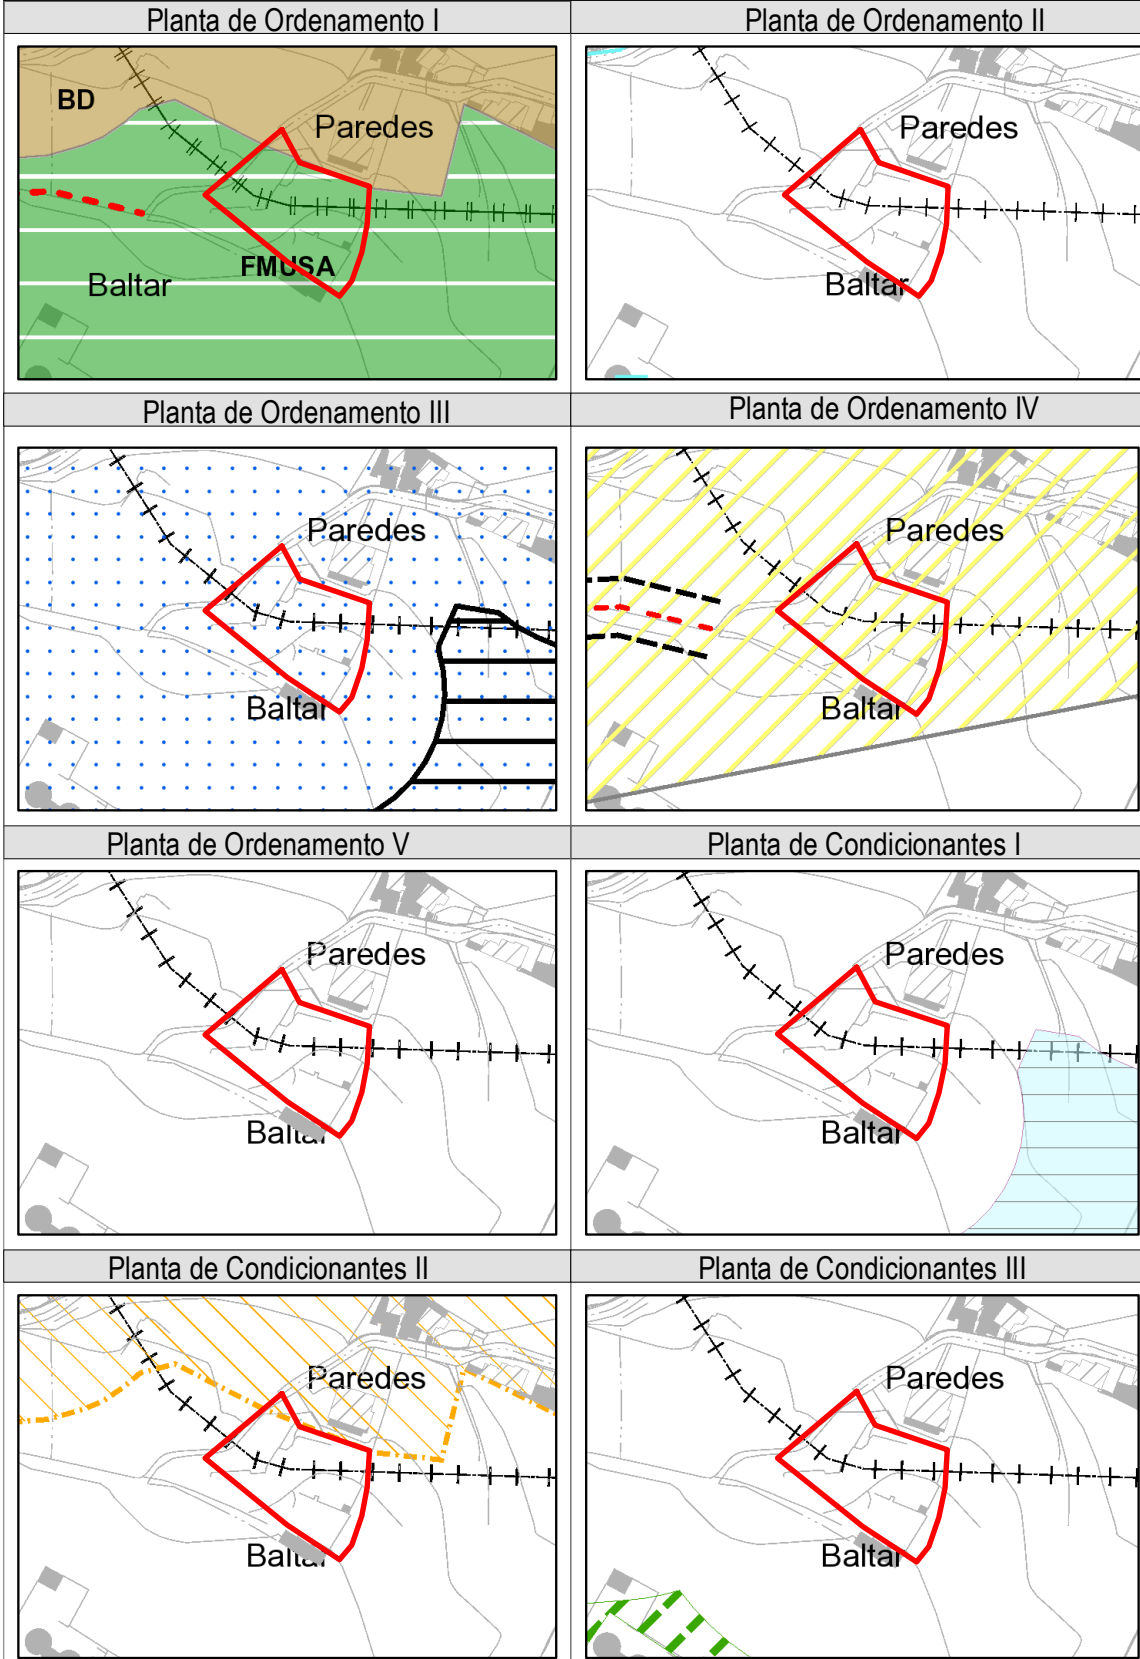 Planta de Ordenamento I
Planta de Ordenamento II
BD
Paredes
FMUSA
Baltar
Paredes
Baltar
Planta de Ordenamento III
Planta de Ordenamento IV
Paredes
Baltar
Paredes
Baltar
Planta de Ordenamento V
Planta de Condicionantes I
Paredes
Baltar
Paredes
Baltar
Planta de Condicionantes II
Planta de Condicionantes III
Paredes
Baltar
Paredes
Baltar